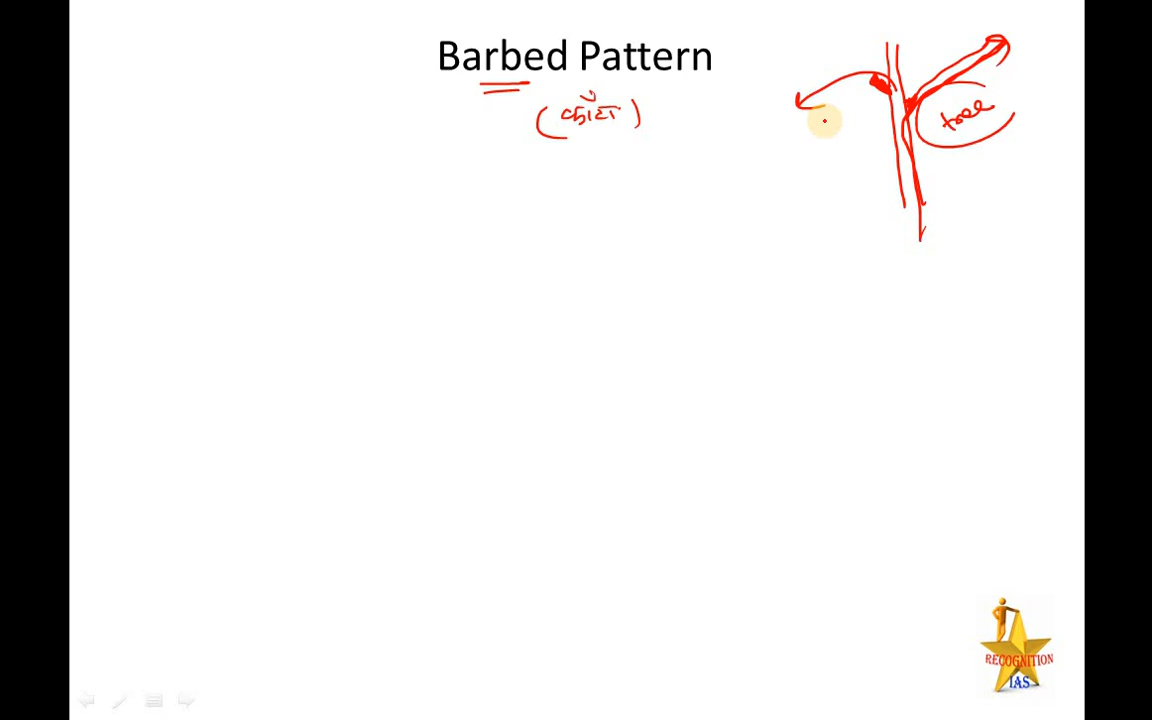 Barbed Pattern
(काँटा)
tree
RECOGNITION
IAS